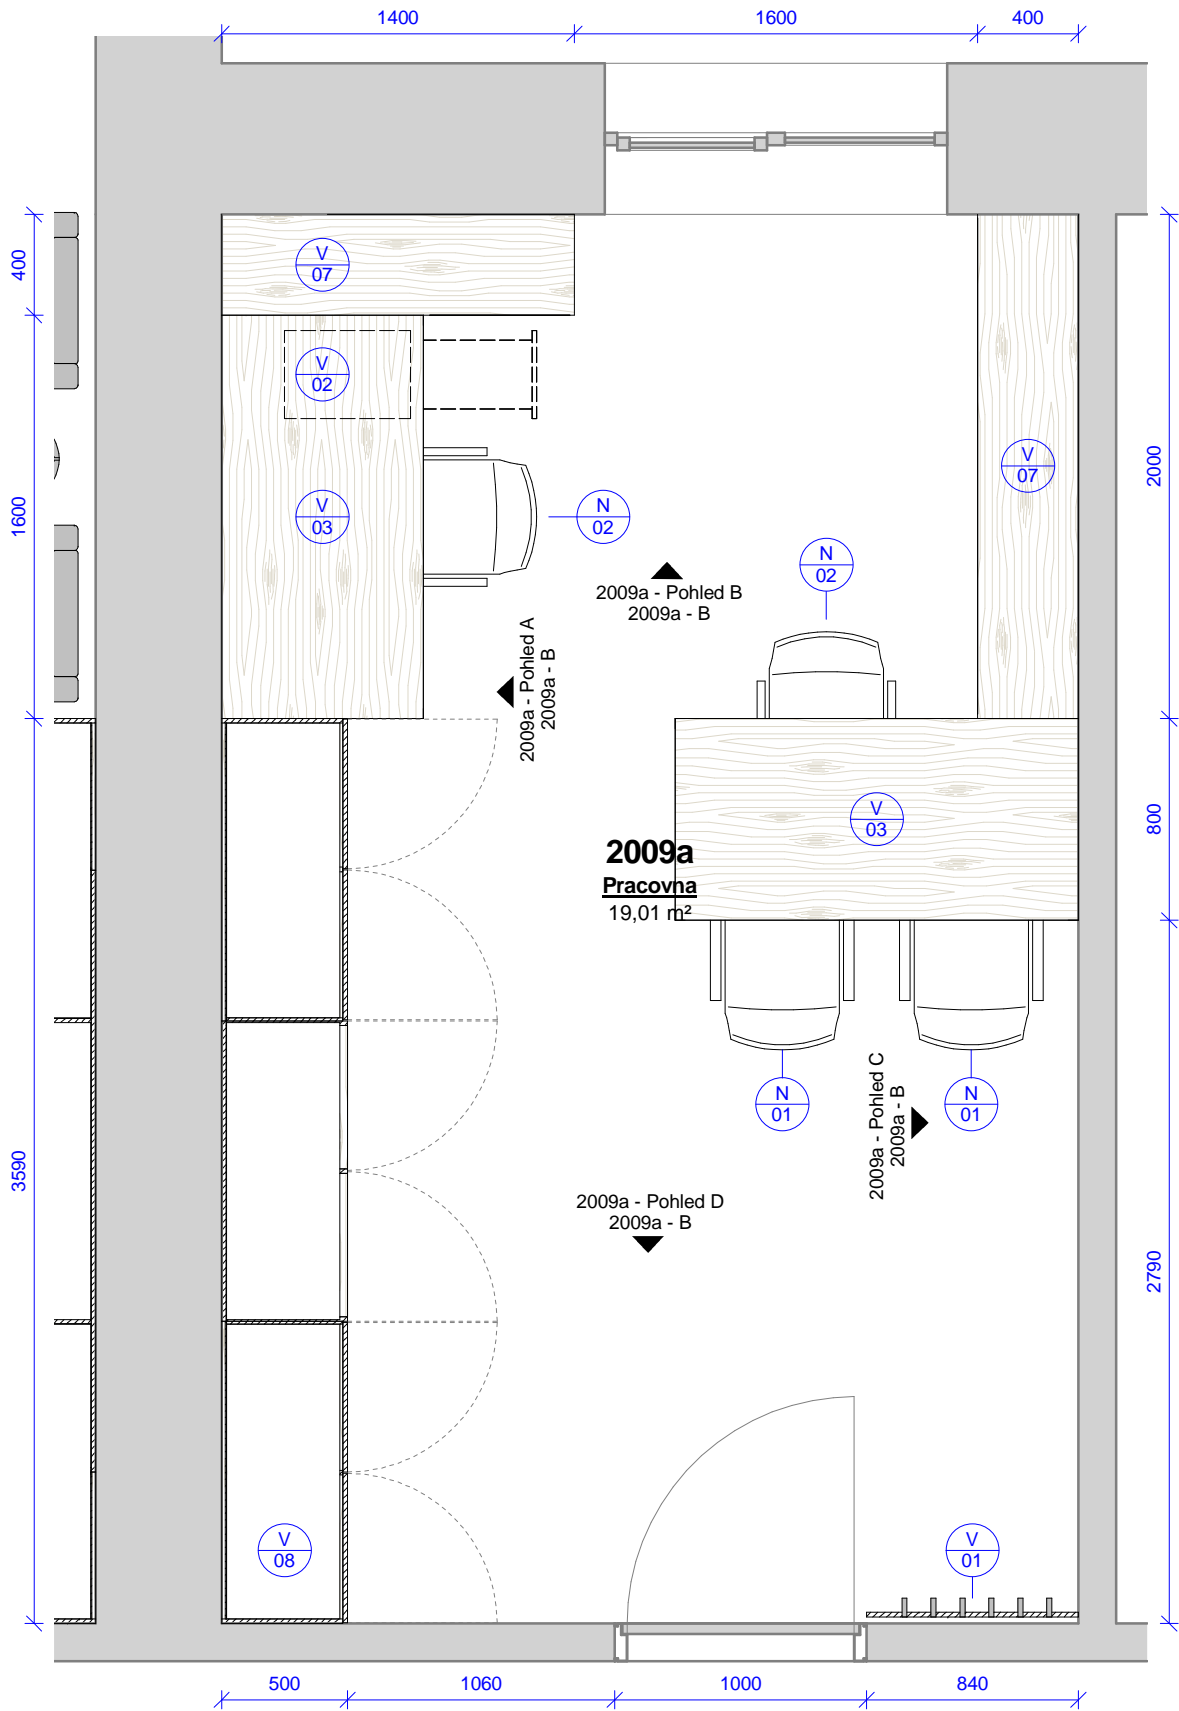 1400
1600
400
400
V
07
V
02
V
07
1600
V
03
N
02
2000
N
02
2009a - Pohled B
2009a - B
2009a - Pohled A
2009a - B
V
03
800
2009a
Pracovna
19,01 m²
N
01
N
01
2009a - Pohled C
2009a - B
3590
2009a - Pohled D
2009a - B
2790
V
08
V
01
500
1060
1000
840